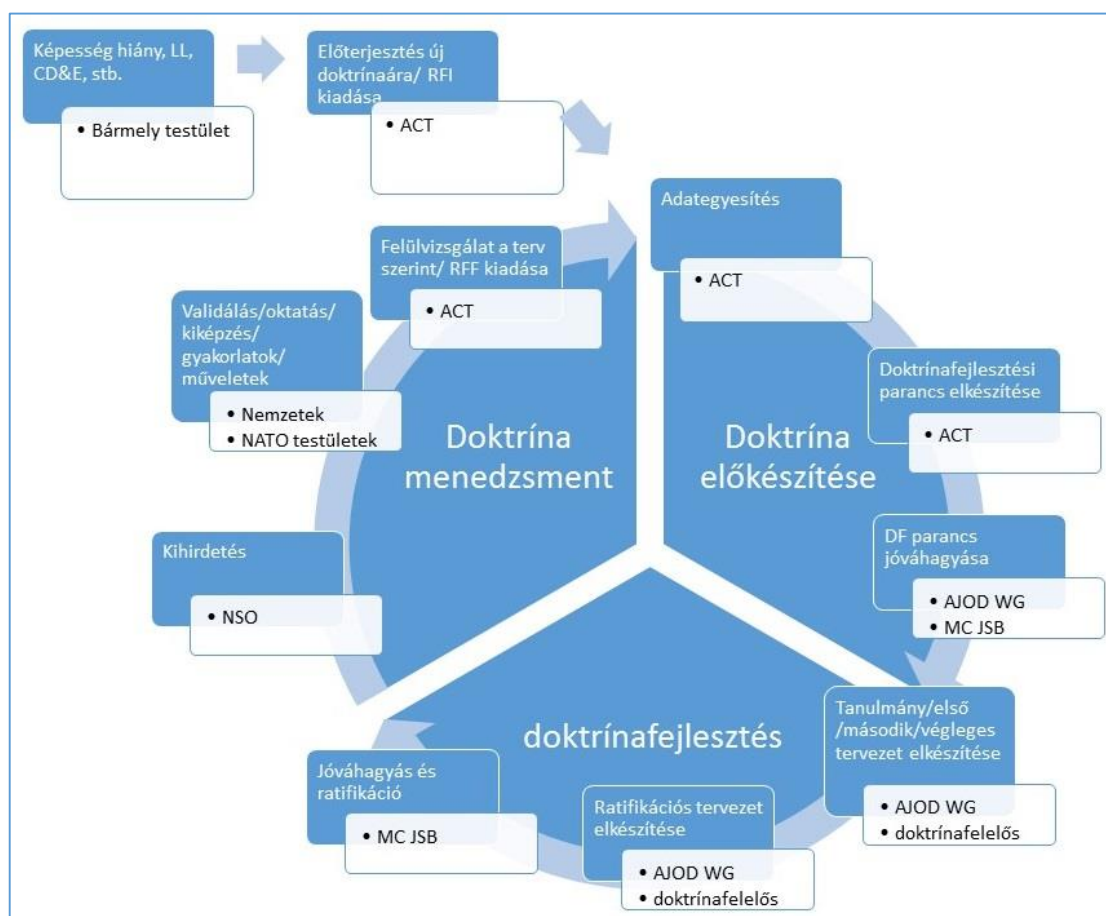 Képesség hiány, LL,
CD&E, stb.
• Bármely testület
Előterjesztés új
doktrínaára/ RFI
kiadása
• ACT
Adategyesítés
• ACT
Doktrínafejlesztési
parancs elkészítése
• ACT
DF parancs
jóváhagyása
• AJOD WG
• MC JSB
Doktrína
előkészítése
Tanulmány/első
/második/végleges
tervezet elkészítése
• AJOD WG
• doktrínafelelős
Ratifikációs tervezet
elkészítése
• AJOD WG
• doktrínafelelős
Jóváhagyás és
ratifikáció
• MC JSB
doktrínafejlesztés
Kihirdetés
• NSO
Validálás/oktatás/
kiképzés/
gyakorlatok/
műveletek
• Nemzetek
• NATO testületek
Felülvizsgálat a terv
szerint/ RFF kiadása
• ACT
Doktrína
menedzsment